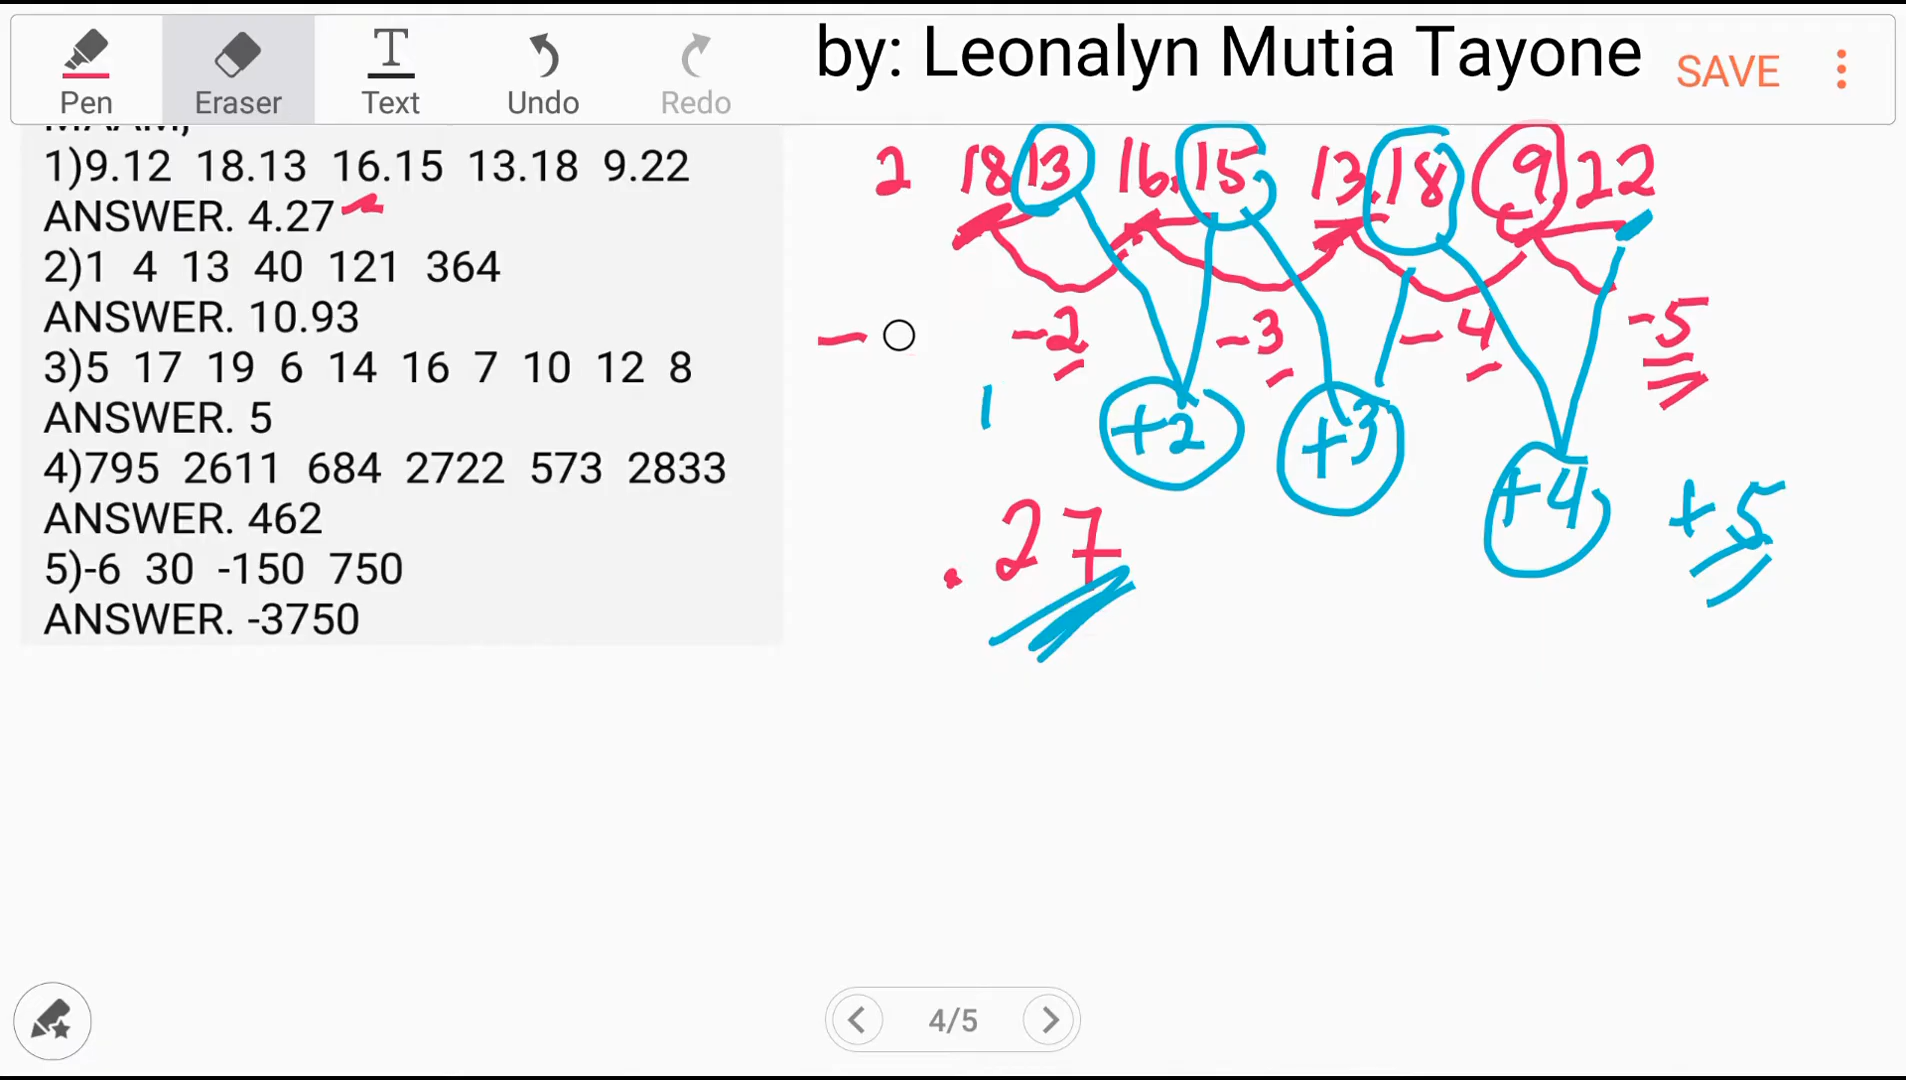 by: Leonalyn Mutia Tayone
SAVE
Pen Eraser Text Undo Redo
1)9.12 18.13 16.15 13.18 9.22
ANSWER. 4.27
2)1 4 13 40 121 364
ANSWER. 10.93
3)5 17 19 6 14 16 7 10 12 8
ANSWER. 5
4)795 2611 684 2722 573 2833
ANSWER. 462
5)-6 30 -150 750
ANSWER. -3750
2 18 13 16.15 13.18 9 22
-2 -3 -4 -5
1 +2 +3 +4 +5
.27
4/5